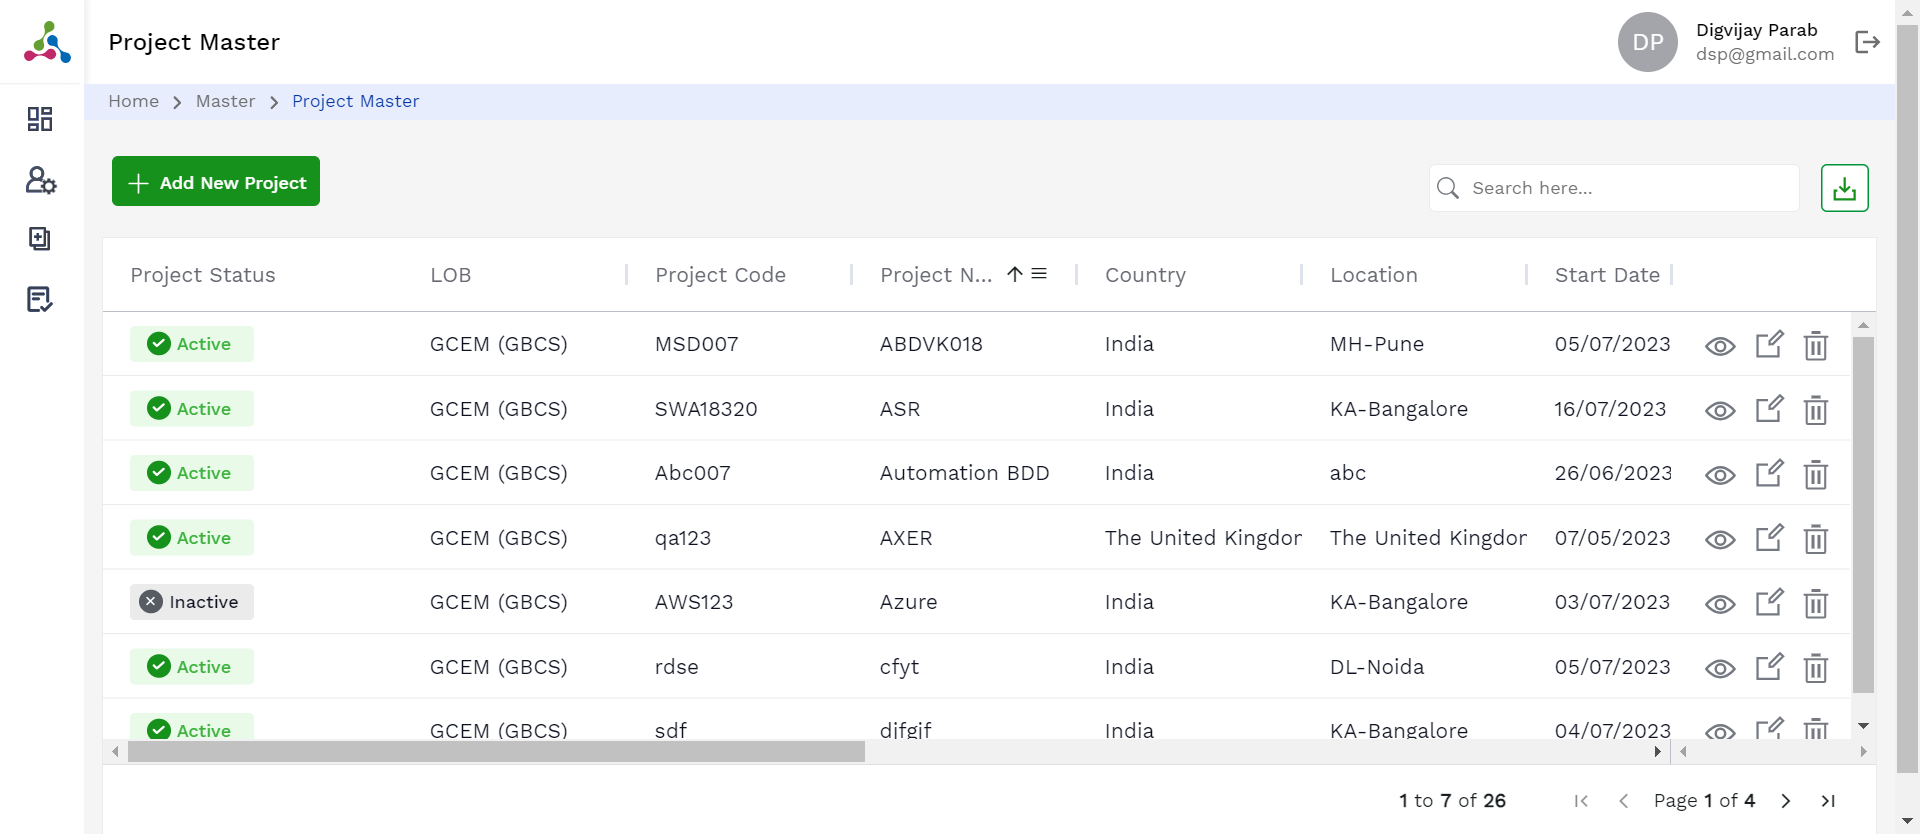 Project Master
DP
Digvijay Parab
dsp@gmail.com
Home > Master > Project Master
Add New Project
Search here...
Project Status LOB Project Code Project N... Country Location Start Date
Active GCEM (GBCS) MSD007 ABDVK018 India MH-Pune 05/07/2023
Active GCEM (GBCS) SWA18320 ASR India KA-Bangalore 16/07/2023
Active GCEM (GBCS) Abc007 Automation BDD India abc 26/06/2023
Active GCEM (GBCS) qa123 AXER The United Kingdor The United Kingdor 07/05/2023
Inactive GCEM (GBCS) AWS123 Azure India KA-Bangalore 03/07/2023
Active GCEM (GBCS) rdse cfyt India DL-Noida 05/07/2023
Active GCEM (GBCS) sdf India KA-Bangalore 04/07/2023
1 to 7 of 26 Page 1 of 4